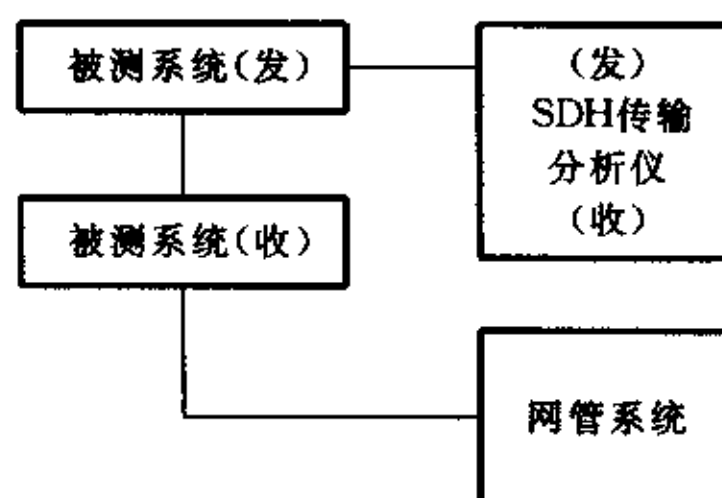 被测系统(发)
(发)
SDH传输
分析仪
(收)
被测系统(收)
网管系统